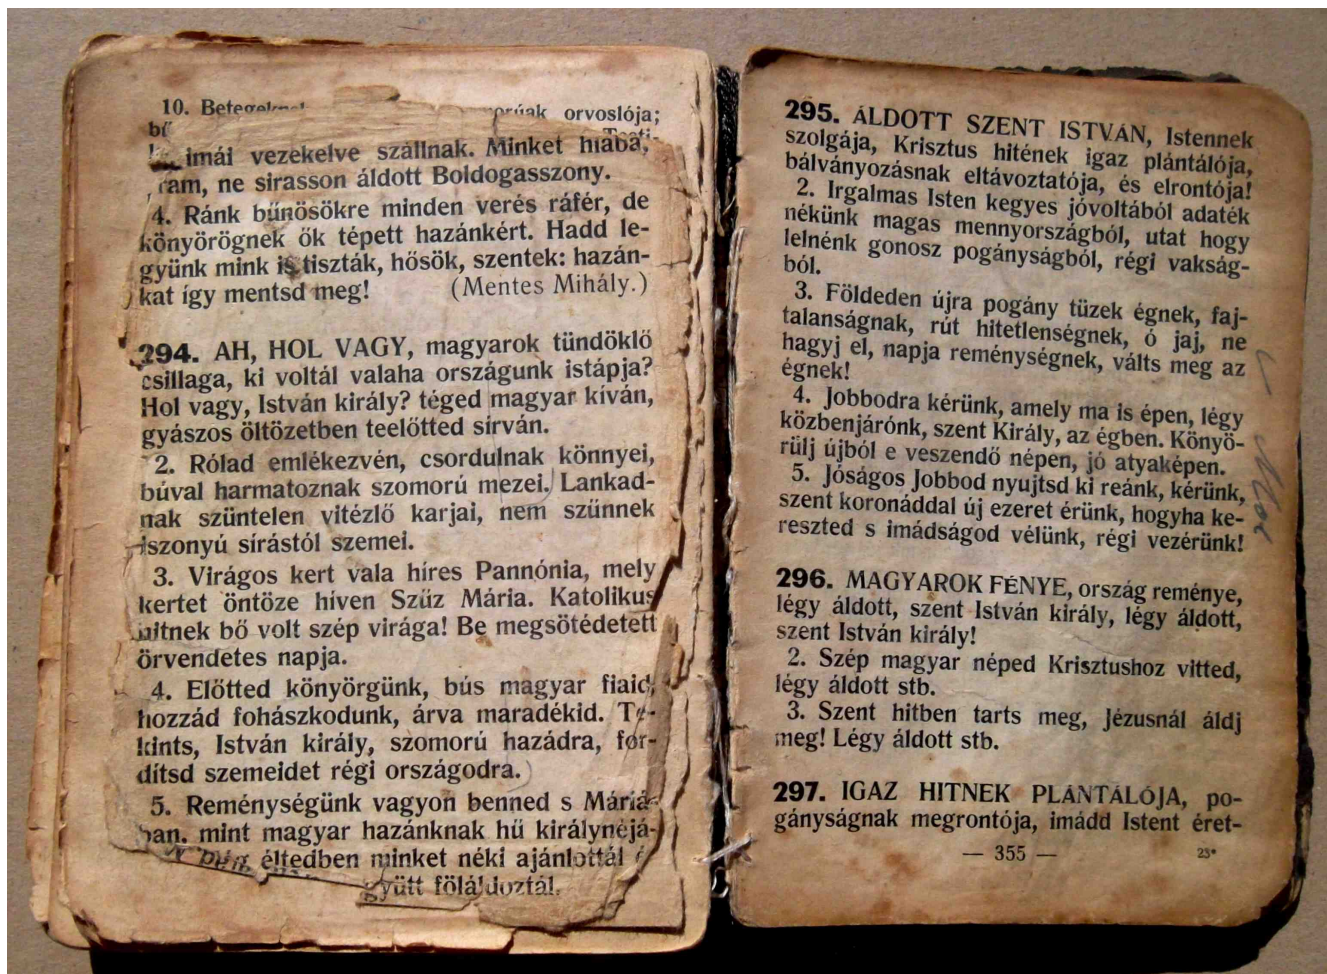 10. orvoslója;
imái vezekelve szállnak. Minket hiába,
ne sirasson áldott Boldogasszony.
4. Ránk bűnösökre minden verés ráfér, de
könyörögnek ők tépett hazánkért. Hadd le-
gyünk mink is tiszták, hősök, szentek: hazán-
kat így mentsd meg! (Mentes Mihály.)
294. AH, HOL VAGY, magyarok tündöklő
csillaga, ki voltál valaha országunk istápja?
Hol vagy, István király? téged magyar kíván,
gyászos öltözetben teelőtted sírván.
2. Rólad emlékezvén, csordulnak könnyei,
búval harmatoznak szomorú mezei. Lankad-
nak szüntelen vitézlő karjai, nem szűnnek
iszonyú sírástól szemei.
3. Virágos kert vala híres Pannónia, mely
kertet öntöze híven Szűz Mária. Katolikus
hitnek bő volt szép virága! Be megsötédetett
örvendetes napja.
4. Előtted könyörgünk, bús magyar fiaid,
hozzád fohászkodunk, árva maradékid. Te-
kints, István király, szomorú hazádra, for-
dítsd szemeidet régi országodra.
5. Reménységünk vagyon benned s Máriá-
ban, mint magyar hazánknak hű királynéjá-
éltedben minket néki ajánlottál
föláldoztál.
295. ÁLDOTT SZENT ISTVÁN, Istennek
szolgája, Krisztus hitének igaz plántálója,
bálványozásnak eltávoztatója, és elrontója!
2. Irgalmas Isten kegyes jóvoltából adaték
nékünk magas mennyországból, utat hogy
lelnénk gonosz pogányságból, régi vakság-
ból.
3. Földeden újra pogány tüzek égnek, faj-
talanságnak, rút hitetlenségnek, ó jaj, ne
hagyj el, napja reménységnek, válts meg az
égnek!
4. Jobbodra kérünk, amely ma is épen, légy
közbenjárónk, szent Király, az égben. Könyö-
rülj újból e veszendő népen, jó atyaképen.
5. Jóságos Jobbod nyujtsd ki reánk, kérünk,
szent koronáddal új ezeret érünk, hogyha ke-
reszted s imádságod vélünk, régi vezérünk!
296. MAGYAROK FÉNYE, ország reménye,
légy áldott, szent István király, légy áldott,
szent István király!
2. Szép magyar néped Krisztushoz vitted,
légy áldott stb.
3. Szent hitben tarts meg, Jézusnál áldj
meg! Légy áldott stb.
297. IGAZ HITNEK PLÁNTÁLÓJA, po-
gányságnak megrontója, imádd Istent éret-
— 355 — 23*